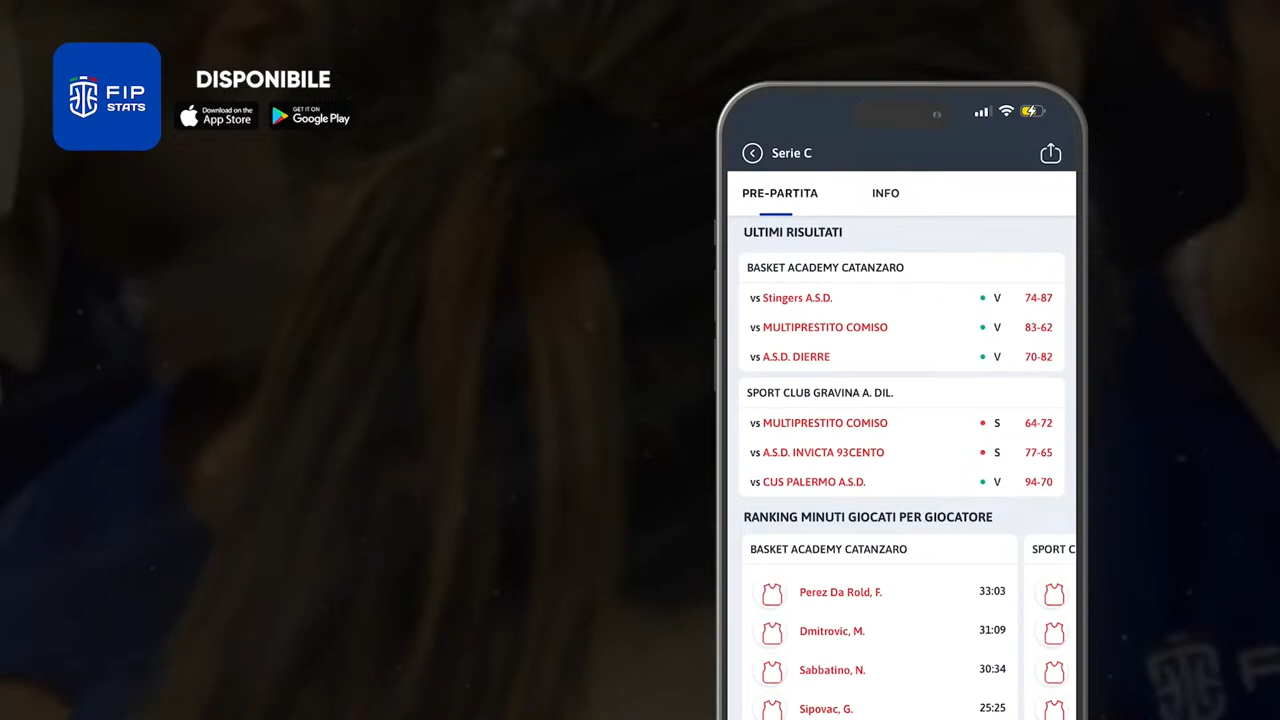 FIP
STATS
DISPONIBILE
Download on the
App Store
GET IT ON
Google Play
Serie C
PRE-PARTITA INFO
ULTIMI RISULTATI
BASKET ACADEMY CATANZARO
vs Stingers A.S.D. V 74-87
vs MULTIPRESTITO COMISO V 83-62
vs A.S.D. DIERRE V 70-82
SPORT CLUB GRAVINA A. DIL.
vs MULTIPRESTITO COMISO S 64-72
vs A.S.D. INVICTA 93CENTO S 77-65
vs CUS PALERMO A.S.D. V 94-70
RANKING MINUTI GIOCATI PER GIOCATORE
BASKET ACADEMY CATANZARO SPORT C
Perez Da Rold, F. 33:03
Dmitrovic, M. 31:09
Sabbatino, N. 30:34
Sipovac, G. 25:25